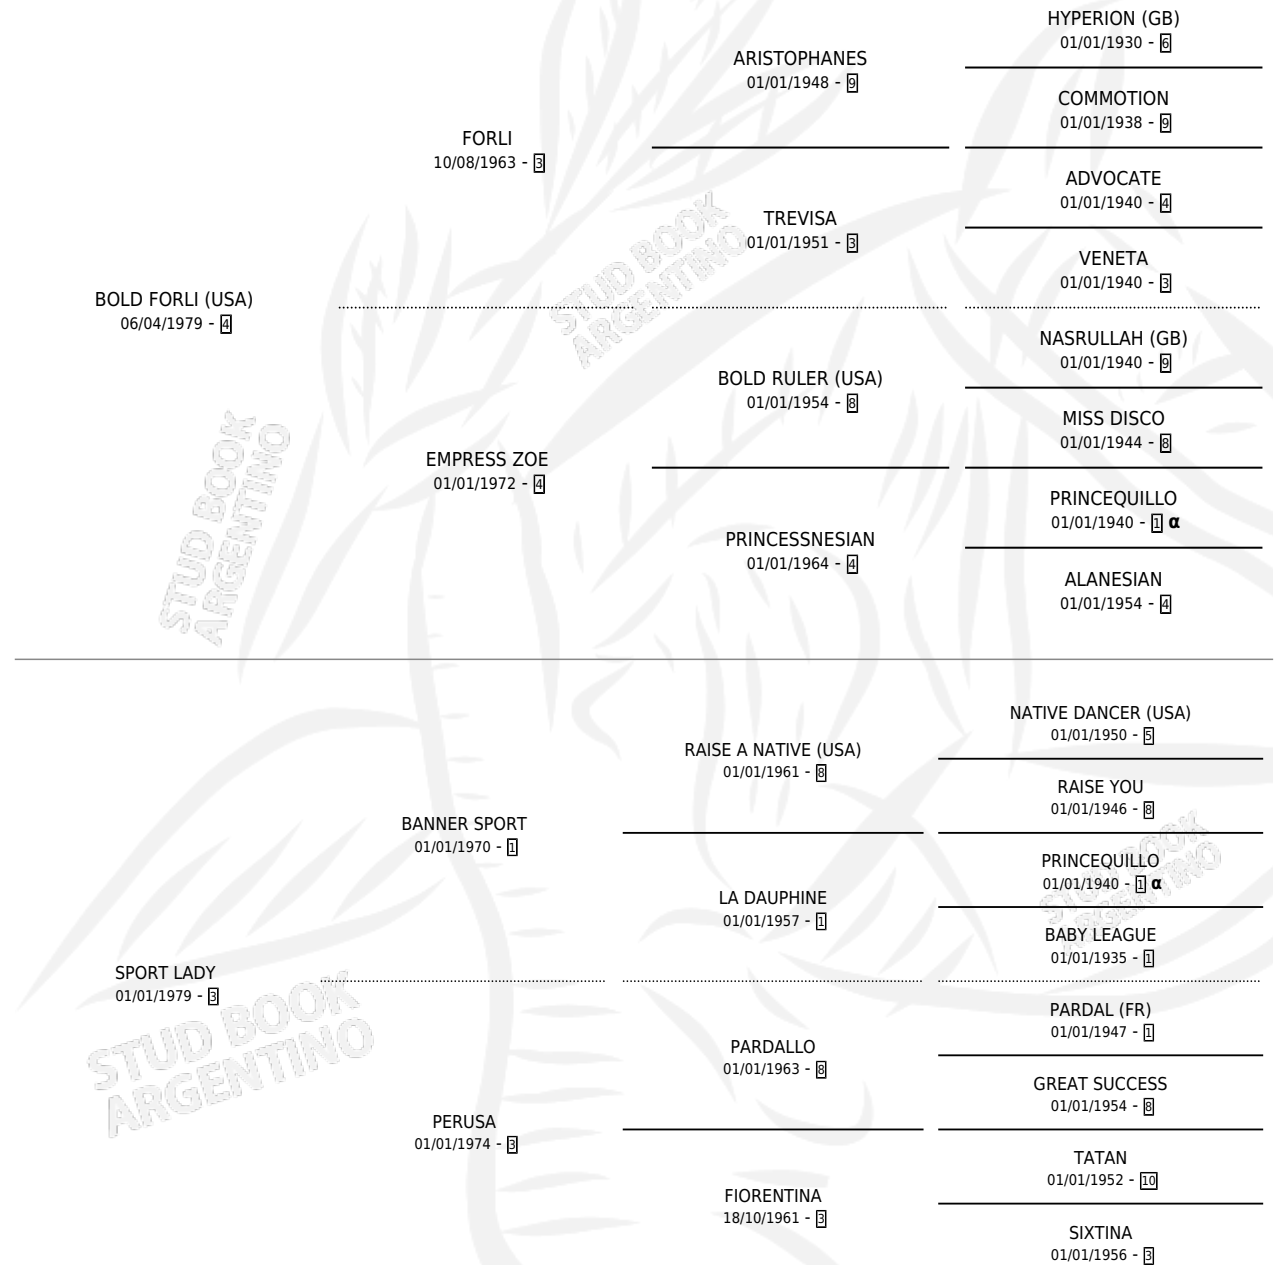 HYPERION (GB)
01/01/1930 - 6
ARISTOPHANES
01/01/1948 - 9
COMMOTION
01/01/1938 - 9
FORLI
10/08/1963 - 3
ADVOCATE
01/01/1940 - 4
TREVISA
01/01/1951 - 3
VENETA
01/01/1940 - 3
BOLD FORLI (USA)
06/04/1979 - 4
STUD BOOK
ARGENTINO
NASRULLAH (GB)
01/01/1940 - 9
BOLD RULER (USA)
01/01/1954 - 8
MISS DISCO
01/01/1944 - 8
EMPRESS ZOE
01/01/1972 - 4
STUD BOOK
ARGENTINO
PRINCEQUILLO
01/01/1940 - 1 α
PRINCESSNESIAN
01/01/1964 - 4
ALANESIAN
01/01/1954 - 4
NATIVE DANCER (USA)
01/01/1950 - 5
RAISE A NATIVE (USA)
01/01/1961 - 8
RAISE YOU
01/01/1946 - 8
BANNER SPORT
01/01/1970 - 1
STUD BOOK
ARGENTINO
PRINCEQUILLO
01/01/1940 - 1 α
LA DAUPHINE
01/01/1957 - 1
BABY LEAGUE
01/01/1935 - 1
SPORT LADY
01/01/1979 - 3
STUD BOOK
ARGENTINO
PARDAL (FR)
01/01/1947 - 1
PARDALLO
01/01/1963 - 8
GREAT SUCCESS
01/01/1954 - 8
PERUSA
01/01/1974 - 3
TATAN
01/01/1952 - 10
FIORENTINA
18/10/1961 - 3
SIXTINA
01/01/1956 - 3